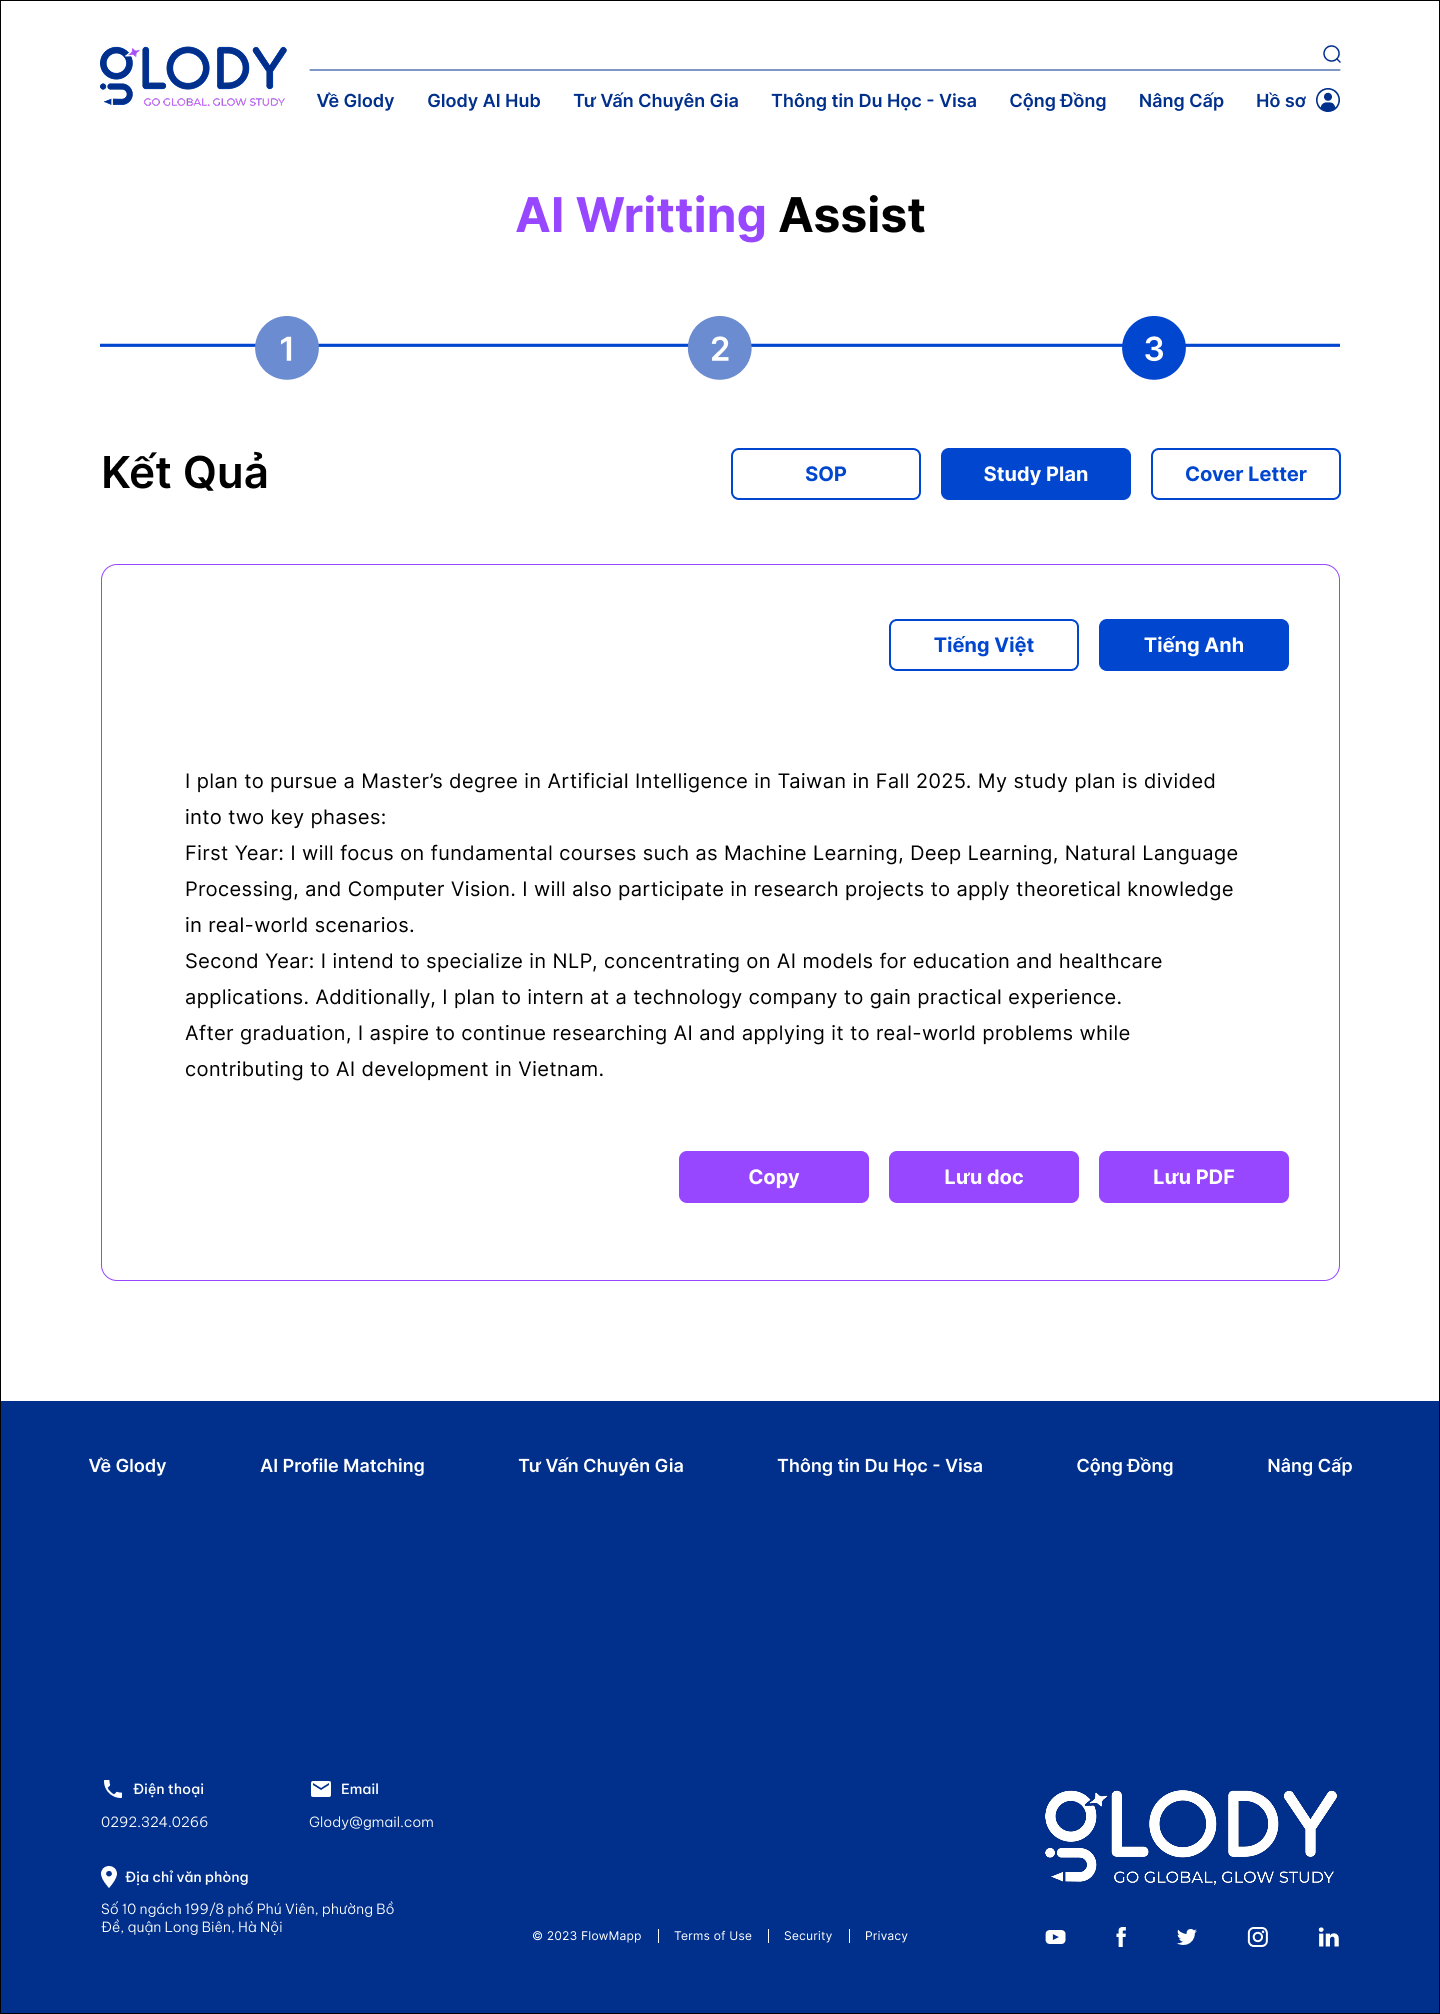 gLODY
GO GLOBAL, GLOW STUDY
Về Glody
Glody AI Hub
Tư Vấn Chuyên Gia
Thông tin Du Học - Visa
Cộng Đồng
Nâng Cấp
Hồ sơ
AI Writting Assist
1
2
3
Kết Quả
SOP
Study Plan
Cover Letter
Tiếng Việt
Tiếng Anh
I plan to pursue a Master’s degree in Artificial Intelligence in Taiwan in Fall 2025. My study plan is divided
into two key phases:
First Year: I will focus on fundamental courses such as Machine Learning, Deep Learning, Natural Language
Processing, and Computer Vision. I will also participate in research projects to apply theoretical knowledge
in real-world scenarios.
Second Year: I intend to specialize in NLP, concentrating on AI models for education and healthcare
applications. Additionally, I plan to intern at a technology company to gain practical experience.
After graduation, I aspire to continue researching AI and applying it to real-world problems while
contributing to AI development in Vietnam.
Copy
Lưu doc
Lưu PDF
Về Glody
AI Profile Matching
Tư Vấn Chuyên Gia
Thông tin Du Học - Visa
Cộng Đồng
Nâng Cấp
Điện thoại
0292.324.0266
Email
Glody@gmail.com
Địa chỉ văn phòng
Số 10 ngách 199/8 phố Phú Viên, phường Bồ
Đề, quận Long Biên, Hà Nội
© 2023 FlowMapp
Terms of Use
Security
Privacy
gLODY
GO GLOBAL, GLOW STUDY